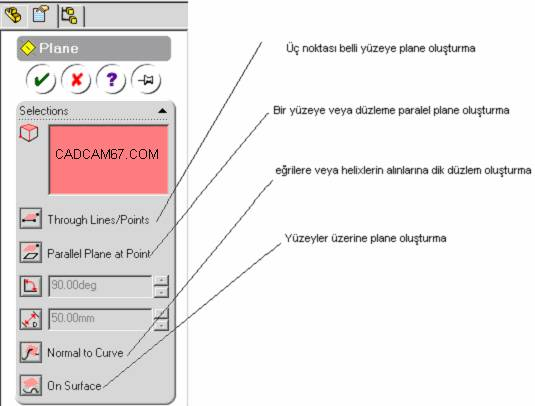 Plane
Selections
CADCAM67.COM
Through Lines/Points
Parallel Plane at Point
90.00deg
50.00mm
D
Normal to Curve
On Surface
Üç noktası belli yüzeye plane oluşturma
Bir yüzeye veya düzleme paralel plane oluşturma
eğrilere veya helixlerin alınlarına dik düzlem oluşturma
Yüzeyler üzerine plane oluşturma